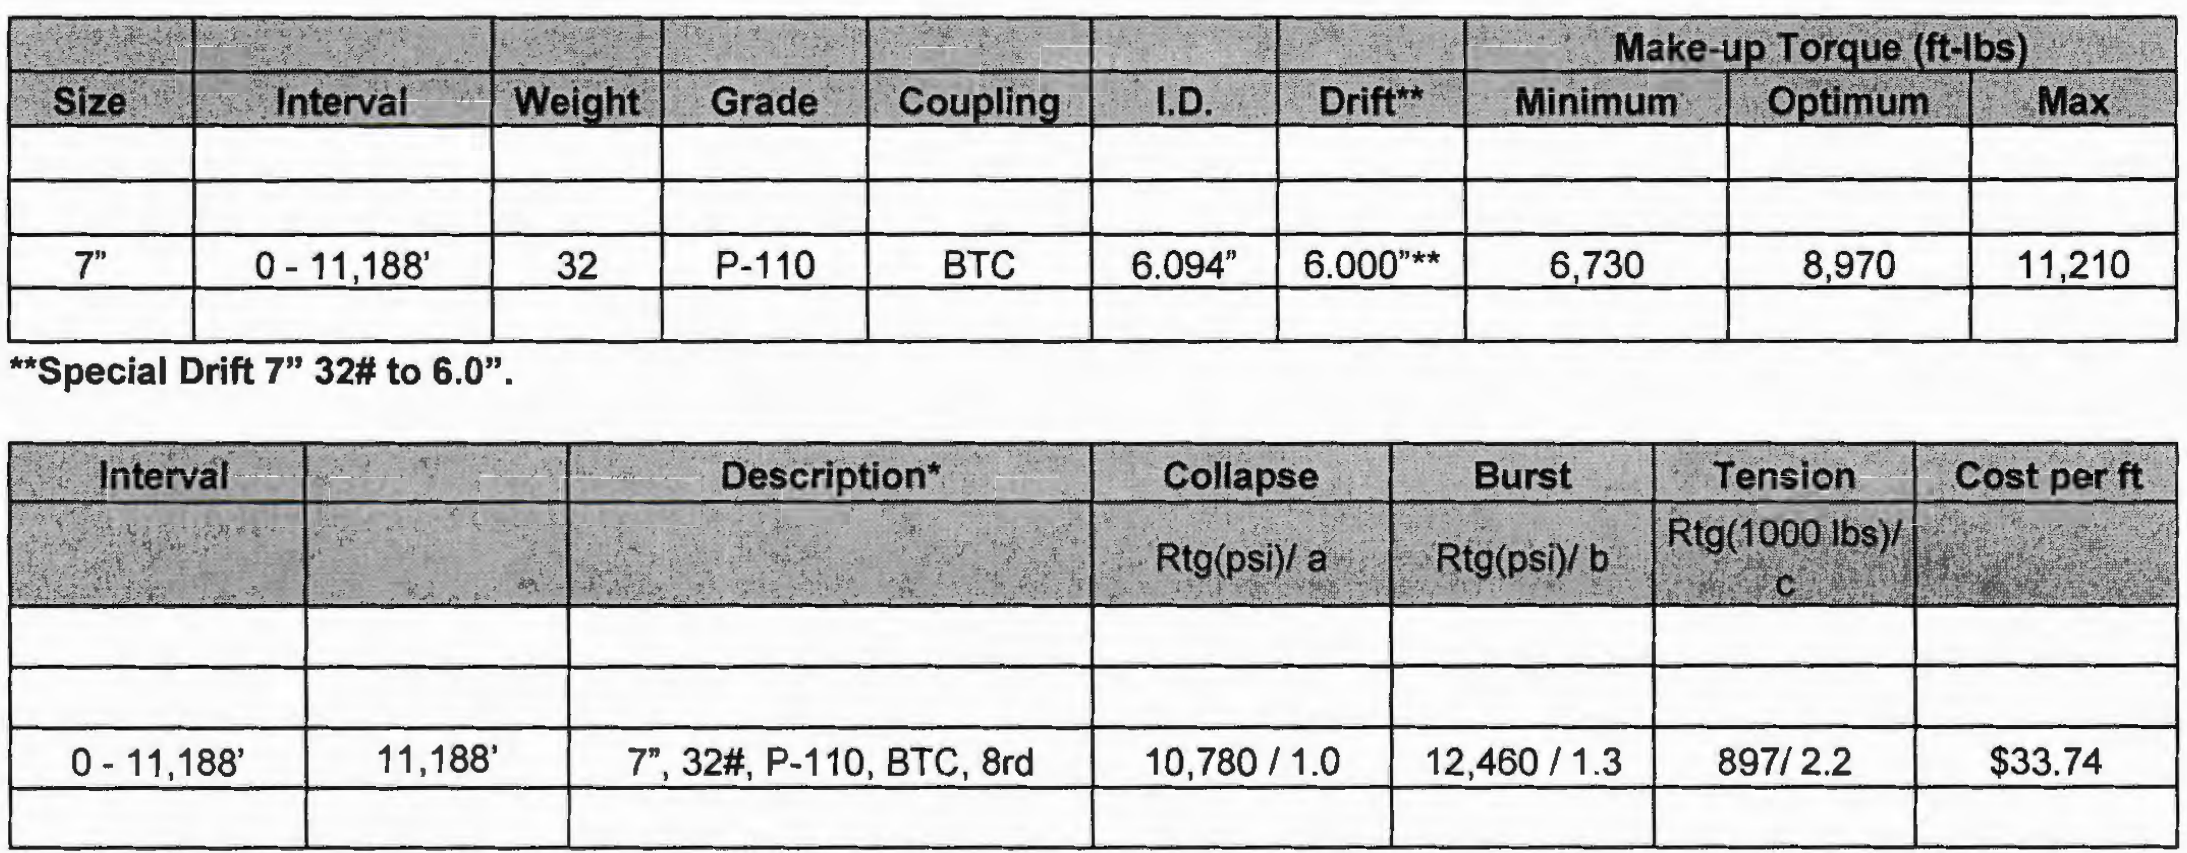 Make-up Torque (ft-lbs)
Size Interval Weight Grade Coupling I.D. Drift** Minimum Optimum Max
7" 0 - 11,188' 32 P-110 BTC 6.094" 6.000"** 6,730 8,970 11,210
**Special Drift 7" 32# to 6.0".
Interval Description* Collapse Burst Tension Cost per ft
Rtg(psi)/ a Rtg(psi)/ b Rtg(1000 lbs)/
c
0 - 11,188' 11,188' 7", 32#, P-110, BTC, 8rd 10,780 / 1.0 12,460 / 1.3 897/ 2.2 $33.74